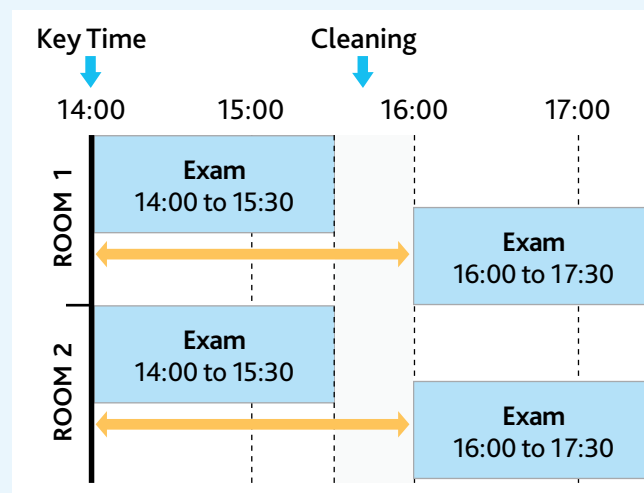 Key Time
Cleaning
14:00
15:00
16:00
17:00
ROOM 1
Exam
14:00 to 15:30
Exam
16:00 to 17:30
ROOM 2
Exam
14:00 to 15:30
Exam
16:00 to 17:30